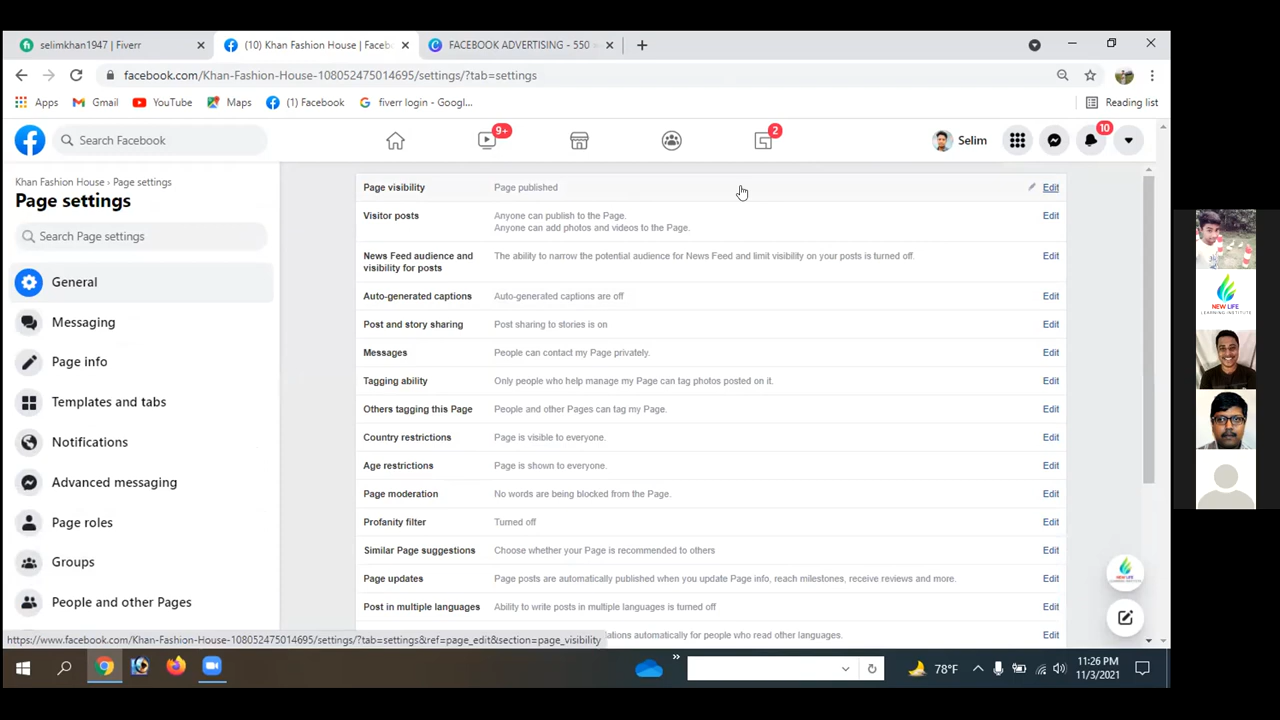 selimkhan1947 | Fiverr
(10) Khan Fashion House | Faceb
FACEBOOK ADVERTISING - 550
facebook.com/Khan-Fashion-House-108052475014695/settings/?tab=settings
Apps
Gmail
YouTube
Maps
(1) Facebook
fiverr login - Googl...
Reading list
Search Facebook
9+
2
Selim
10
Khan Fashion House › Page settings
Page settings
Search Page settings
General
Messaging
Page info
Templates and tabs
Notifications
Advanced messaging
Page roles
Groups
People and other Pages
Page visibility Page published Edit
Visitor posts Anyone can publish to the Page. Edit
Anyone can add photos and videos to the Page.
News Feed audience and The ability to narrow the potential audience for News Feed and limit visibility on your posts is turned off. Edit
visibility for posts
Auto-generated captions Auto-generated captions are off Edit
Post and story sharing Post sharing to stories is on Edit
Messages People can contact my Page privately. Edit
Tagging ability Only people who help manage my Page can tag photos posted on it. Edit
Others tagging this Page People and other Pages can tag my Page. Edit
Country restrictions Page is visible to everyone. Edit
Age restrictions Page is shown to everyone. Edit
Page moderation No words are being blocked from the Page. Edit
Profanity filter Turned off Edit
Similar Page suggestions Choose whether your Page is recommended to others Edit
Page updates Page posts are automatically published when you update Page info, reach milestones, receive reviews and more. Edit
Post in multiple languages Ability to write posts in multiple languages is turned off Edit
automatically for people who read other languages. Edit
https://www.facebook.com/Khan-Fashion-House-108052475014695/settings/?tab=settings&ref=page_edit&section=page_visibility
NEW LIFE
LEARNING INSTITUTE
78°F
11:26 PM
11/3/2021